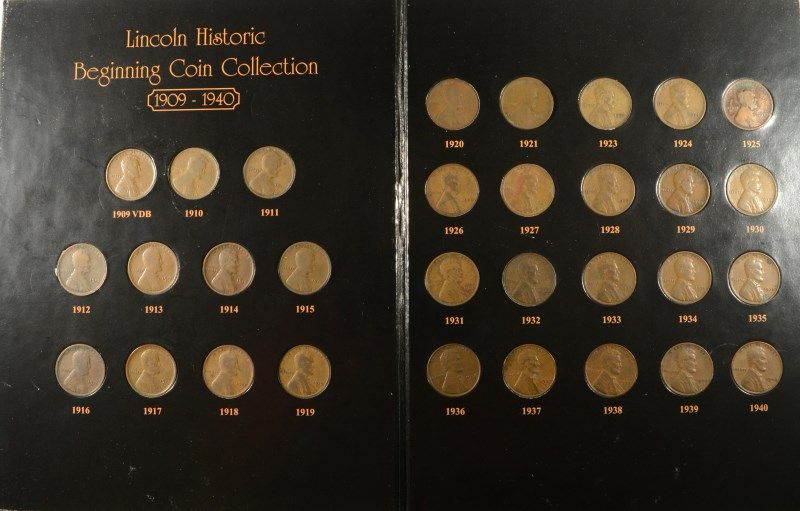 Lincoln Historic
Beginning Coin Collection
1909 - 1940
1909 VDB 1910 1911
1912 1913 1914 1915
1916 1917 1918 1919
1920 1921 1923 1924 1925
1926 1927 1928 1929 1930
1931 1932 1933 1934 1935
1936 1937 1938 1939 1940